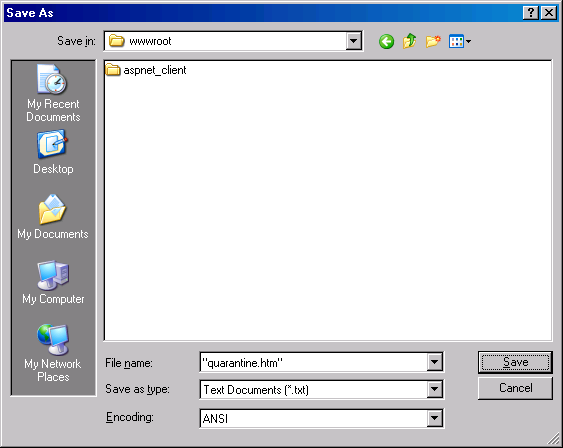 Save As
Save in:
wwwroot
My Recent
Documents
Desktop
My Documents
My Computer
My Network
Places
aspnet_client
File name:
"quarantine.htm"
Save
Save as type:
Text Documents (*.txt)
Cancel
Encoding:
ANSI